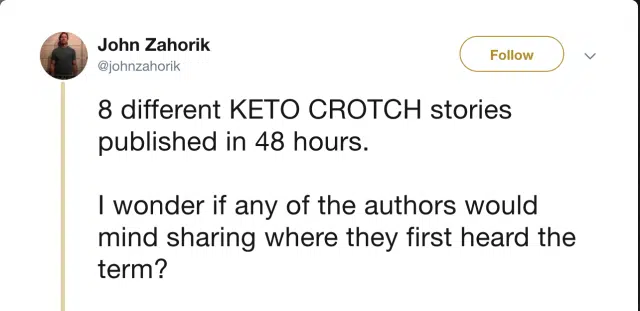 John Zahorik
@johnzahorik
Follow
8 different KETO CROTCH stories
published in 48 hours.
I wonder if any of the authors would
mind sharing where they first heard the
term?